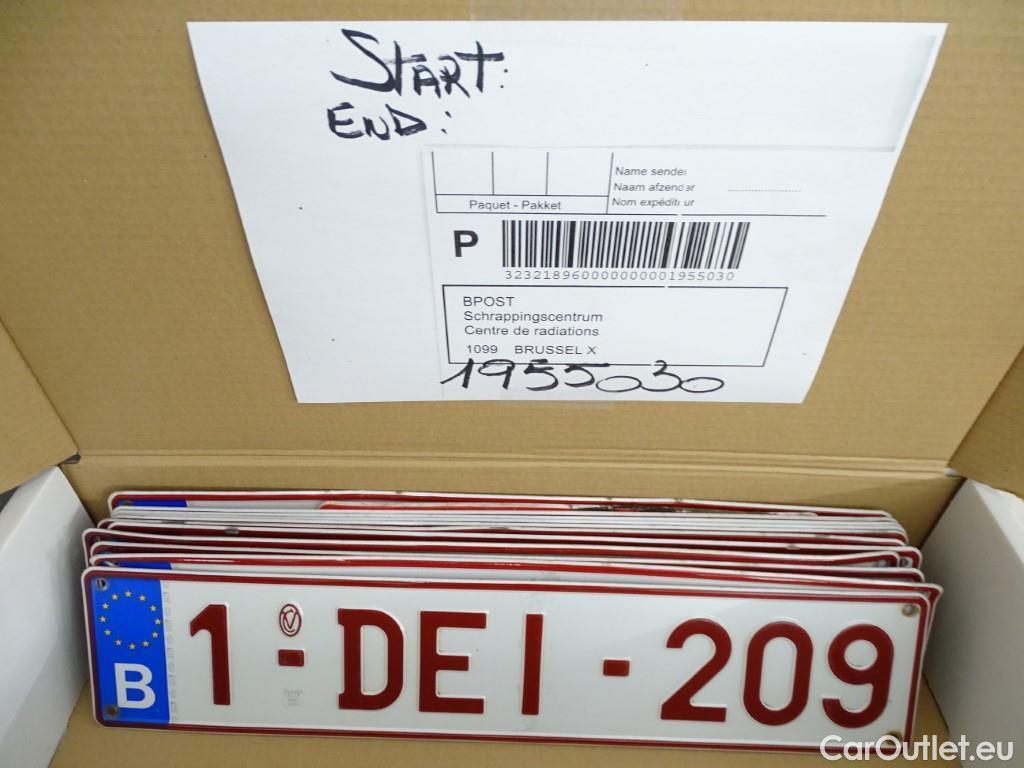 START:
END:
Name sender
Naam afzender
Nom expéditeur
Paquet - Pakket
P
323218960000000001955030
BPOST
Schrappingscentrum
Centre de radiations
1099 BRUSSEL X
1955030
B 1-DEI-209
CarOutlet.eu